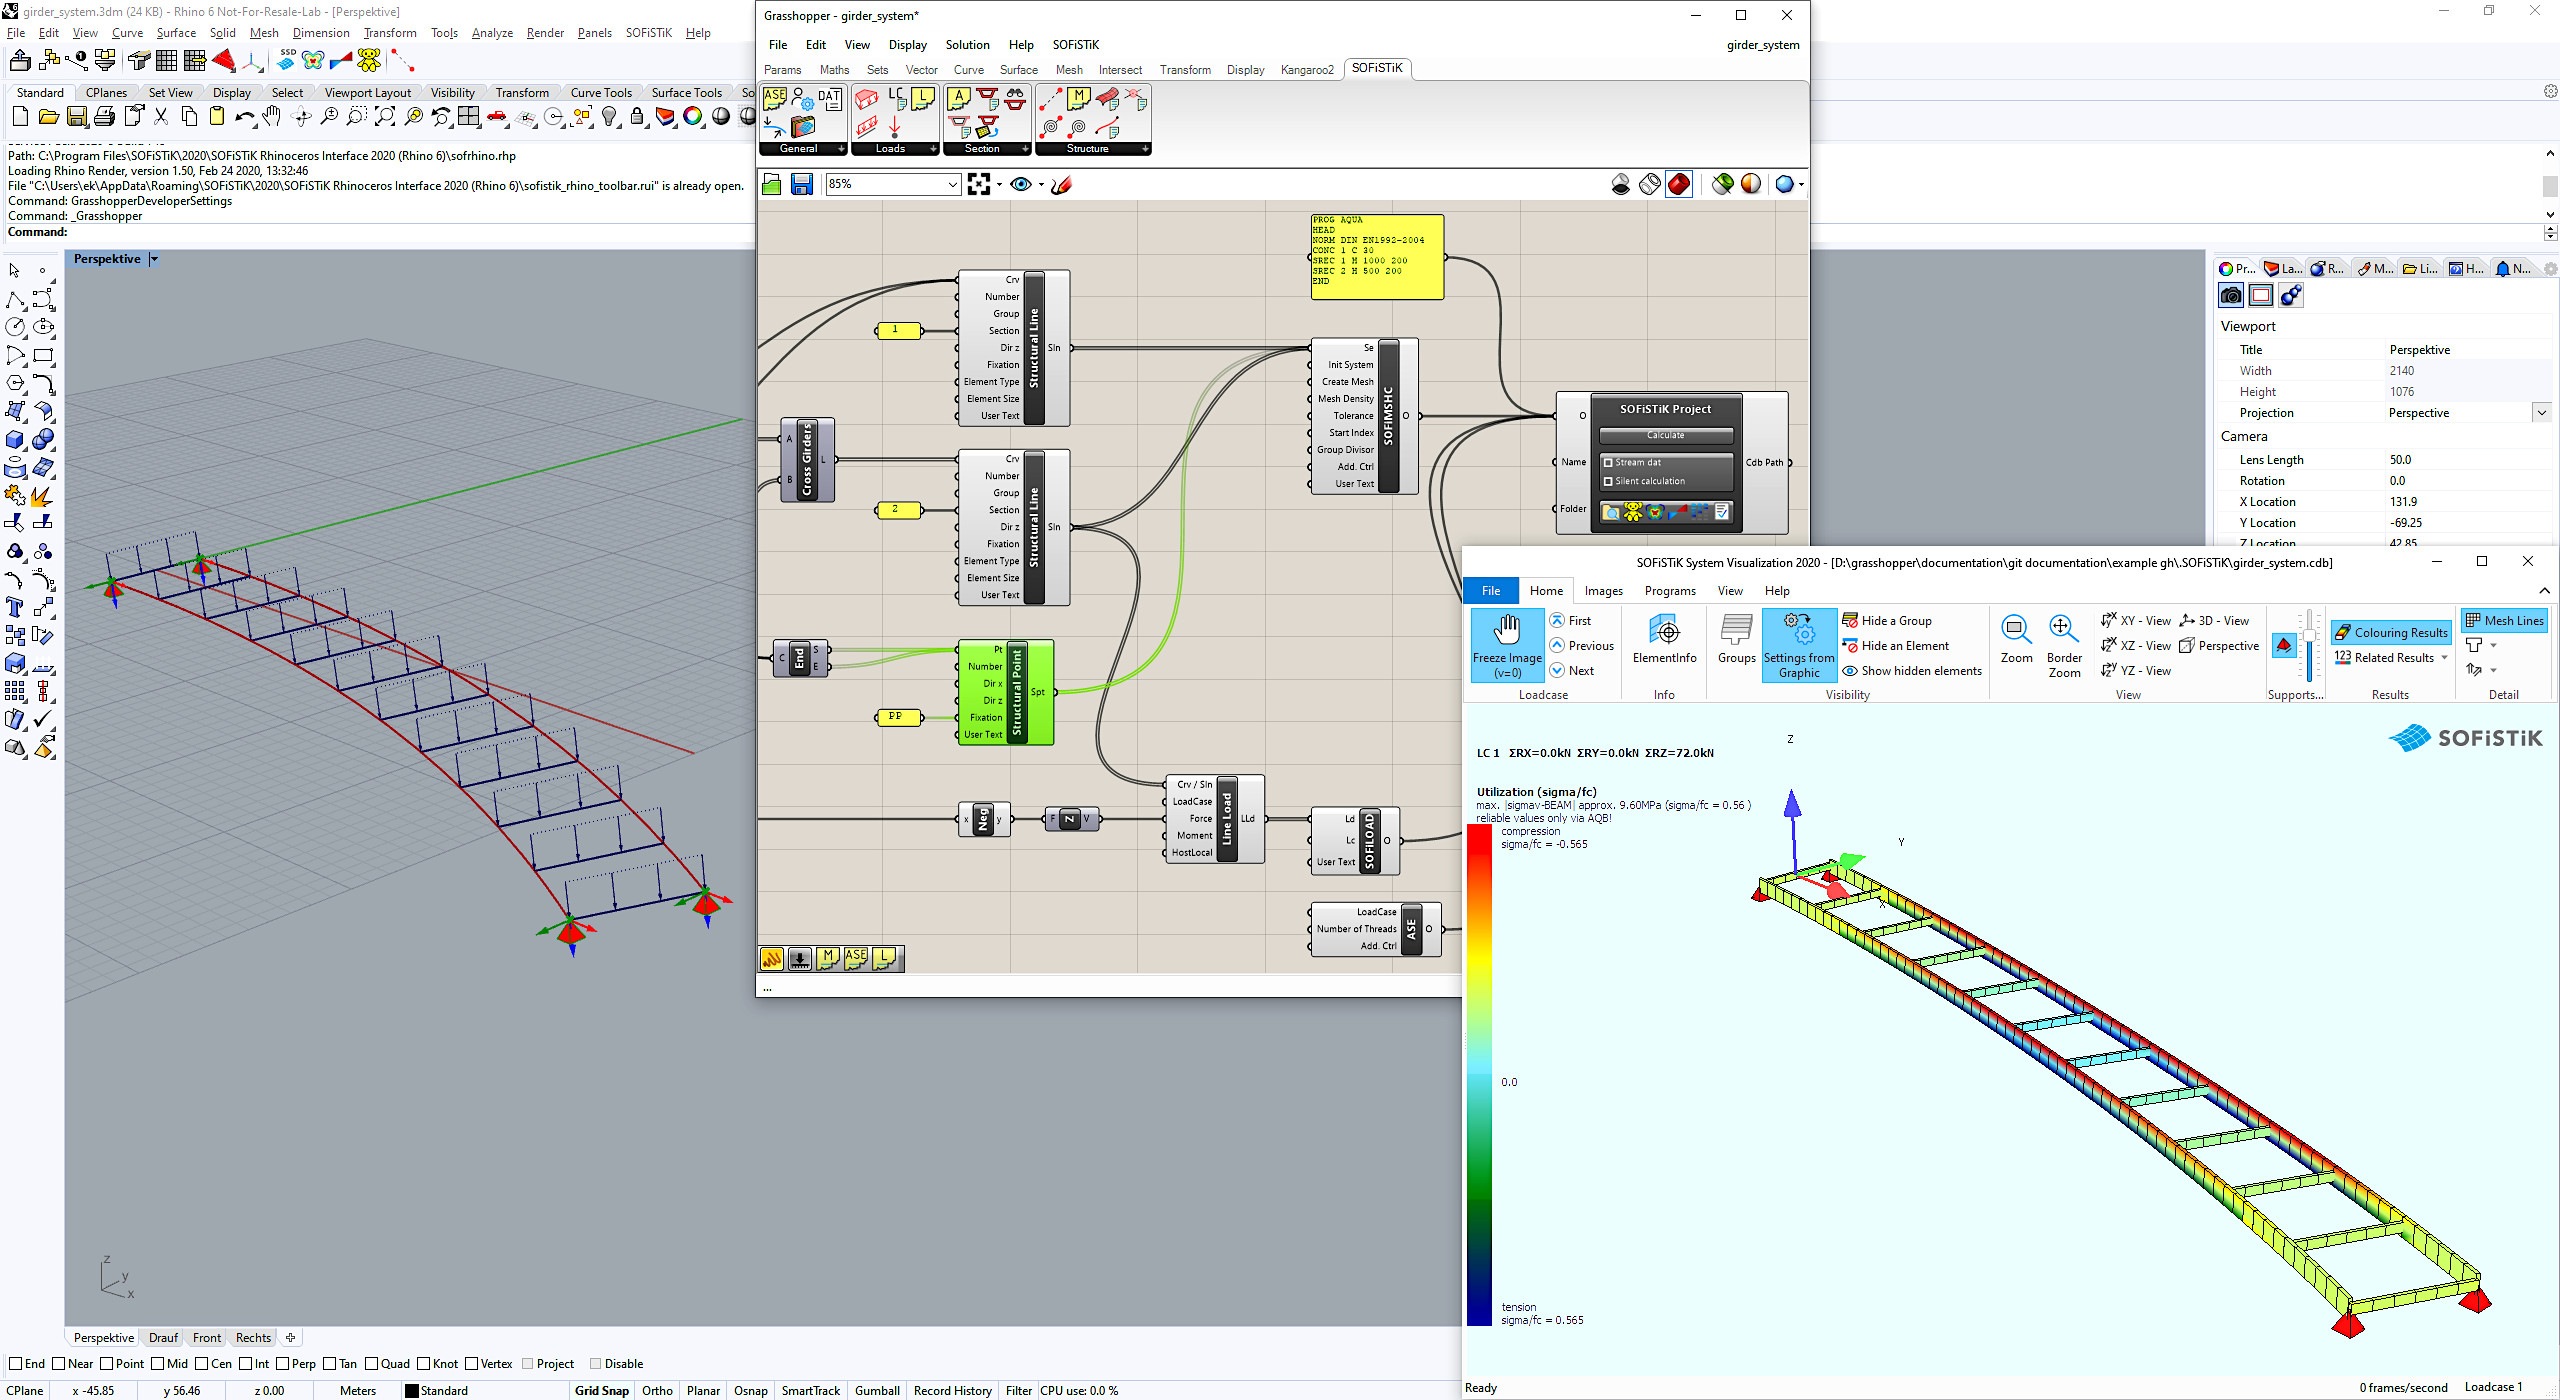 girder_system.3dm (24 KB) - Rhino 6 Not-For-Resale-Lab - [Perspektive]
File Edit View Curve Surface Solid Mesh Dimension Transform Tools Analyze Render Panels SOFiSTiK Help
SSD
Standard CPlanes Set View Display Select Viewport Layout Visibility Transform Curve Tools Surface Tools So
Path: C:\Program Files\SOFiSTiK\2020\SOFiSTiK Rhinoceros Interface 2020 (Rhino 6)\sofrhino.rhp
Loading Rhino Render, version 1.50, Feb 24 2020, 13:32:46
File "C:\Users\ek\AppData\Roaming\SOFiSTiK\2020\SOFiSTiK Rhinoceros Interface 2020 (Rhino 6)\sofistik_rhino_toolbar.rui" is already open.
Command: GrasshopperDeveloperSettings
Command: _Grasshopper
Command:
Perspektive
z
y
x
Perspektive Drauf Front Rechts
End Near Point Mid Cen Int Perp Tan Quad Knot Vertex Project Disable
CPlane x -45.85 y 56.46 z 0.00 Meters Standard Grid Snap Ortho Planar Osnap SmartTrack Gumball Record History Filter CPU use: 0.0 %
Grasshopper - girder_system*
File Edit View Display Solution Help SOFiSTiK girder_system
Params Maths Sets Vector Curve Surface Mesh Intersect Transform Display Kangaroo2 SOFiSTiK
ASE DAT LC L A M
General Loads Section Structure
85%
PROG AQUA
HEAD
NORM DIN EN1992-2004
CONC 1 C 30
SREC 1 H 1000 200
SREC 2 H 500 200
END
Crv
Number
Group
Section
Dir z
Fixation
Element Type
Element Size
User Text
Structural Line
Sln
1
A
B
Cross Girders
L
Crv
Number
Group
Section
Dir z
Fixation
Element Type
Element Size
User Text
Structural Line
Sln
2
C
End
S
E
Pt
Number
Dir x
Dir z
Fixation
User Text
Structural Point
Spt
PP
x Neg y
F Z V
Crv / Sln
LoadCase
Force
Moment
HostLocal
Line Load
LLd
Se
Init System
Create Mesh
Mesh Density
Tolerance
Start Index
Group Divisor
Add. Ctrl
User Text
SOFiMSHC
O
Ld
Lc
User Text
SOFiLOAD
O
LoadCase
Number of Threads
Add. Ctrl
ASE
O
O
Name
Folder
SOFiSTiK Project
Calculate
Stream dat
Silent calculation
Cdb Path
M ASE L
...
Pr... La... R... M... Li... H... N...
Viewport
Title Perspektive
Width 2140
Height 1076
Projection Perspective
Camera
Lens Length 50.0
Rotation 0.0
X Location 131.9
Y Location -69.25
Z Location 42.85
SOFiSTiK System Visualization 2020 - [D:\grasshopper\documentation\git documentation\example gh\.SOFiSTiK\girder_system.cdb]
File Home Images Programs View Help
Freeze Image (v=0)
First
Previous
Next
Loadcase
ElementInfo
Info
Groups
Settings from Graphic
Hide a Group
Hide an Element
Show hidden elements
Visibility
Zoom
Border Zoom
XY - View
XZ - View
YZ - View
3D - View
Perspective
View
Supports...
Colouring Results
123 Related Results
Results
Mesh Lines
Detail
SOFiSTiK
LC 1 ΣRX=0.0kN ΣRY=0.0kN ΣRZ=72.0kN
Utilization (sigma/fc)
max. |sigmav-BEAM| approx. 9.60MPa (sigma/fc = 0.56 )
reliable values only via AQB!
compression
sigma/fc = -0.565
0.0
tension
sigma/fc = 0.565
Z
Y
X
Ready 0 frames/second Loadcase 1